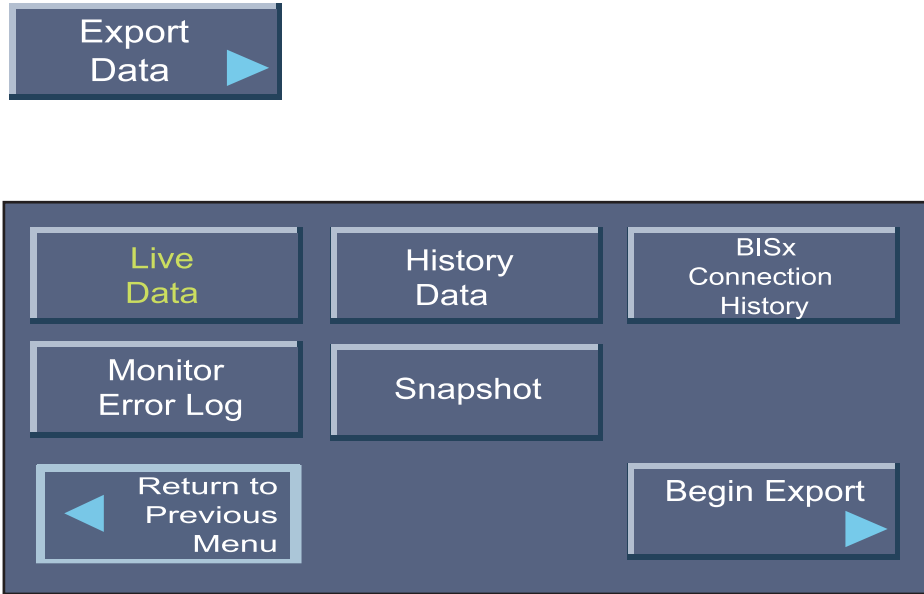 Export
Data
Live
Data
History
Data
BISx
Connection
History
Monitor
Error Log
Snapshot
Return to
Previous
Menu
Begin Export